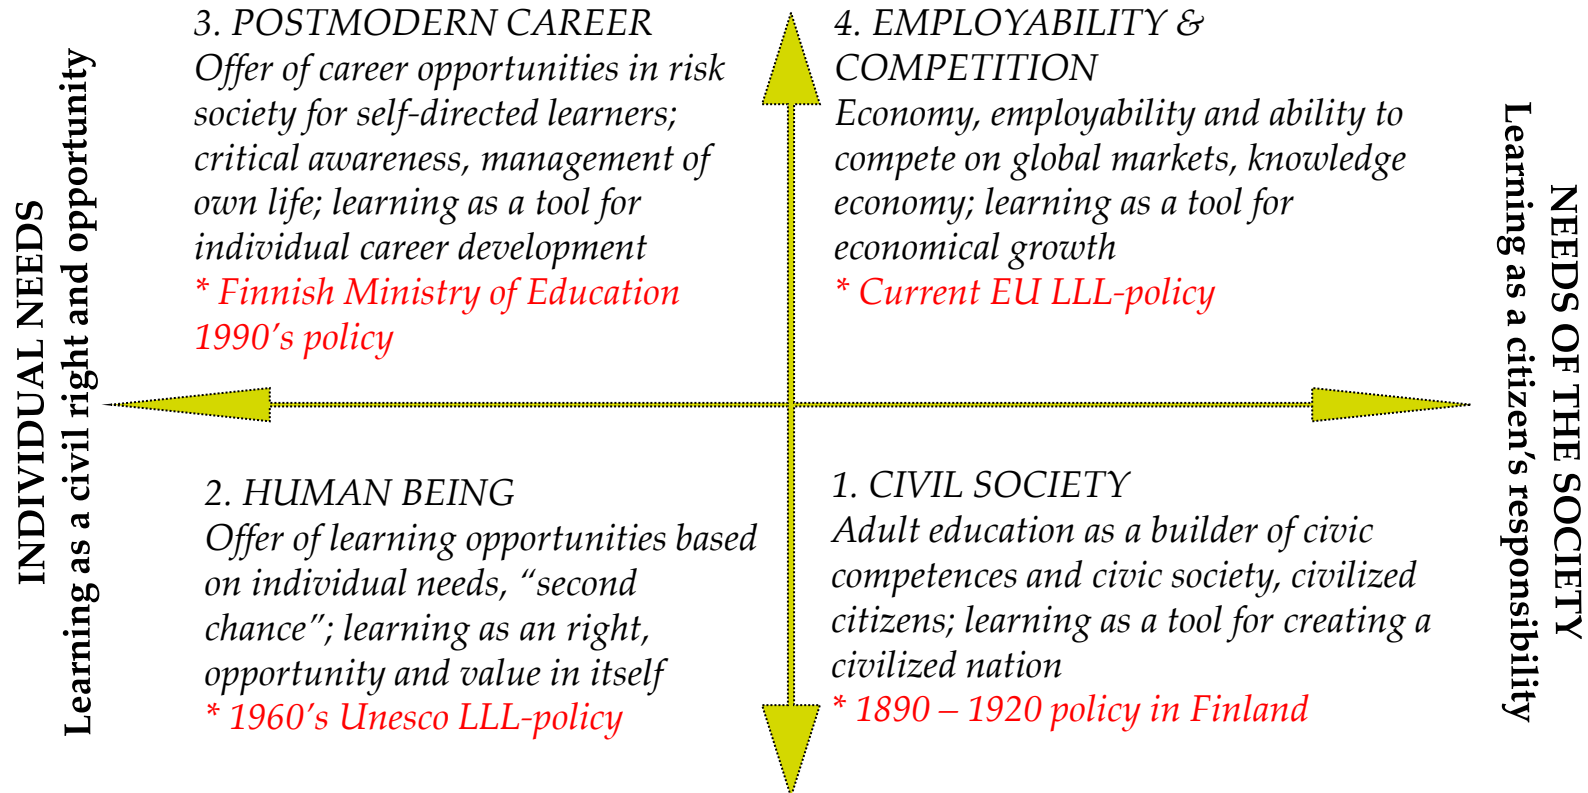 INDIVIDUAL NEEDS
Learning as a civil right and opportunity
3. POSTMODERN CAREER
Offer of career opportunities in risk
society for self-directed learners;
critical awareness, management of
own life; learning as a tool for
individual career development
* Finnish Ministry of Education
1990’s policy
4. EMPLOYABILITY &
COMPETITION
Economy, employability and ability to
compete on global markets, knowledge
economy; learning as a tool for
economical growth
* Current EU LLL-policy
2. HUMAN BEING
Offer of learning opportunities based
on individual needs, “second
chance”; learning as an right,
opportunity and value in itself
* 1960’s Unesco LLL-policy
1. CIVIL SOCIETY
Adult education as a builder of civic
competences and civic society, civilized
citizens; learning as a tool for creating a
civilized nation
* 1890 – 1920 policy in Finland
NEEDS OF THE SOCIETY
Learning as a citizen’s responsibility